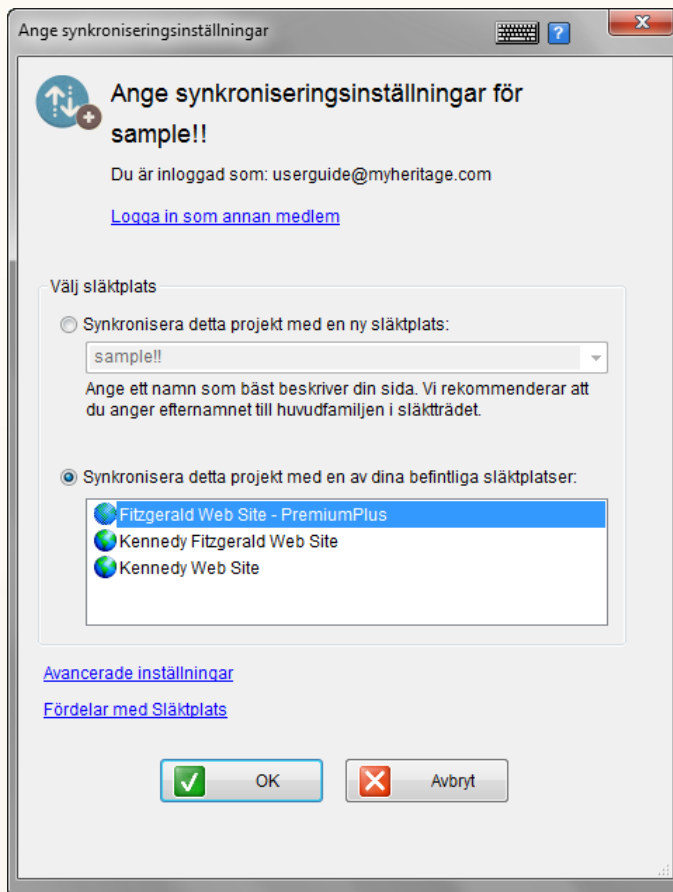 Ange synkroniseringsinställningar
Ange synkroniseringsinställningar för
sample!!
Du är inloggad som: userguide@myheritage.com
Logga in som annan medlem
Välj släktplats
Synkronisera detta projekt med en ny släktplats:
sample!!
Ange ett namn som bäst beskriver din sida. Vi rekommenderar att
du anger efternamnet till huvudfamiljen i släktträdet.
Synkronisera detta projekt med en av dina befintliga släktplatser:
Fitzgerald Web Site - PremiumPlus
Kennedy Fitzgerald Web Site
Kennedy Web Site
Avancerade inställningar
Fördelar med Släktplats
OK
Avbryt